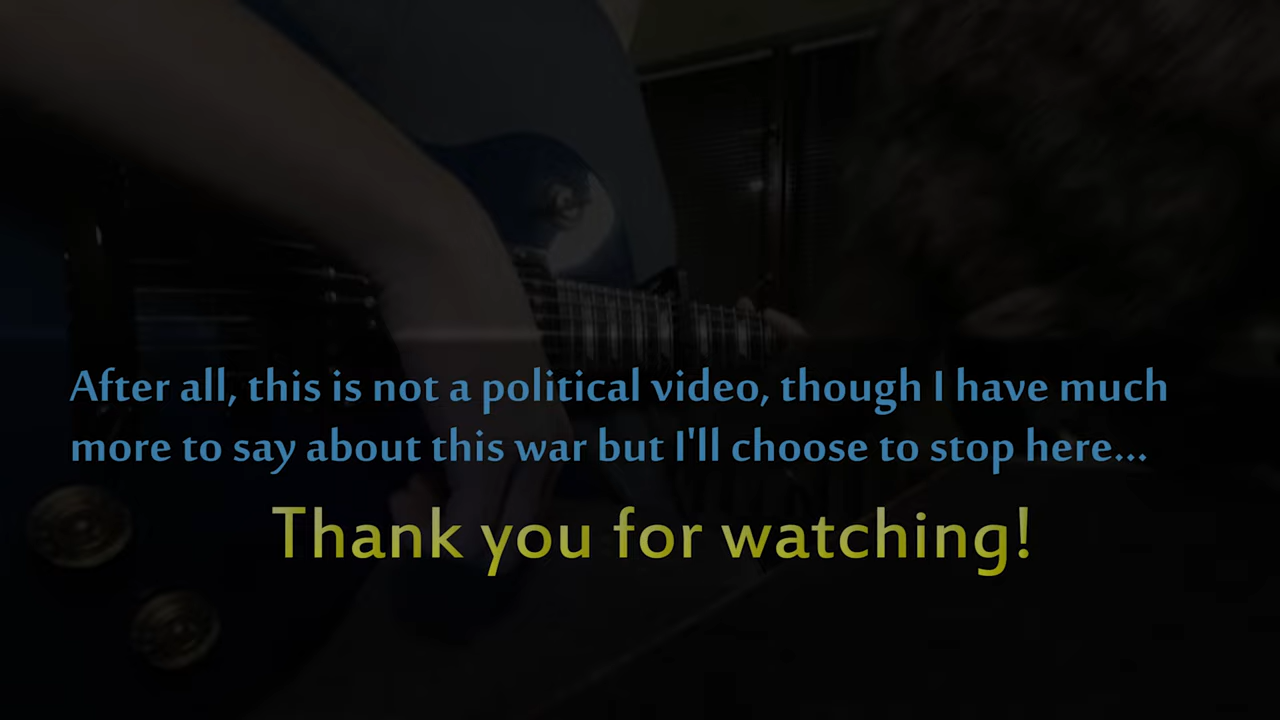 After all, this is not a political video, though I have much
more to say about this war but I'll choose to stop here...
Thank you for watching!